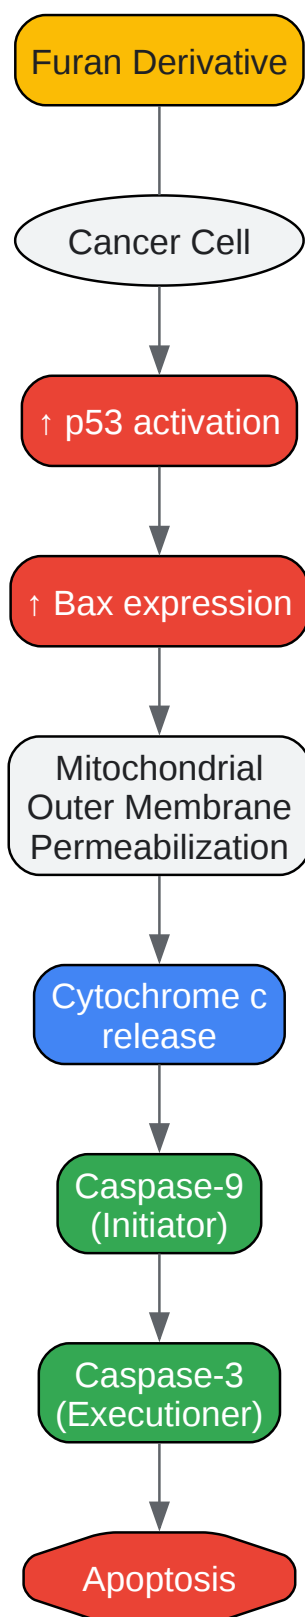 Furan Derivative
Cancer Cell
↑ p53 activation
↑ Bax expression
Mitochondrial
Outer Membrane
Permeabilization
Cytochrome c
release
Caspase-9
(Initiator)
Caspase-3
(Executioner)
Apoptosis